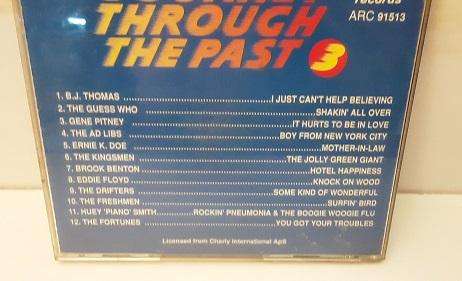 records
ARC 91513
THROUGH
THE PAST 3
1. B.J. THOMAS ........ I JUST CAN'T HELP BELIEVING
2. THE GUESS WHO ........ SHAKIN' ALL OVER
3. GENE PITNEY ........ IT HURTS TO BE IN LOVE
4. THE AD LIBS ........ BOY FROM NEW YORK CITY
5. ERNIE K. DOE ........ MOTHER-IN-LAW
6. THE KINGSMEN ........ THE JOLLY GREEN GIANT
7. BROOK BENTON ........ HOTEL HAPPINESS
8. EDDIE FLOYD ........ KNOCK ON WOOD
9. THE DRIFTERS ........ SOME KIND OF WONDERFUL
10. THE FRESHMEN ........ SURFIN' BIRD
11. HUEY 'PIANO' SMITH ........ ROCKIN' PNEUMONIA & THE BOOGIE WOOGIE FLU
12. THE FORTUNES ........ YOU GOT YOUR TROUBLES
Licensed from Charly International ApS